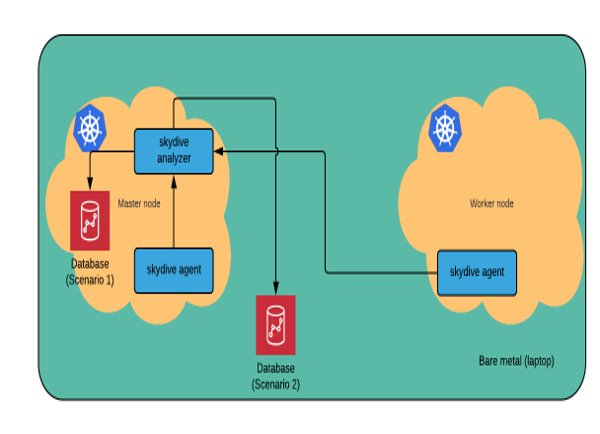 skydive
analyzer
Master node
Database
(Scenario 1)
skydive agent
Worker node
skydive agent
Database
(Scenario 2)
Bare metal (laptop)